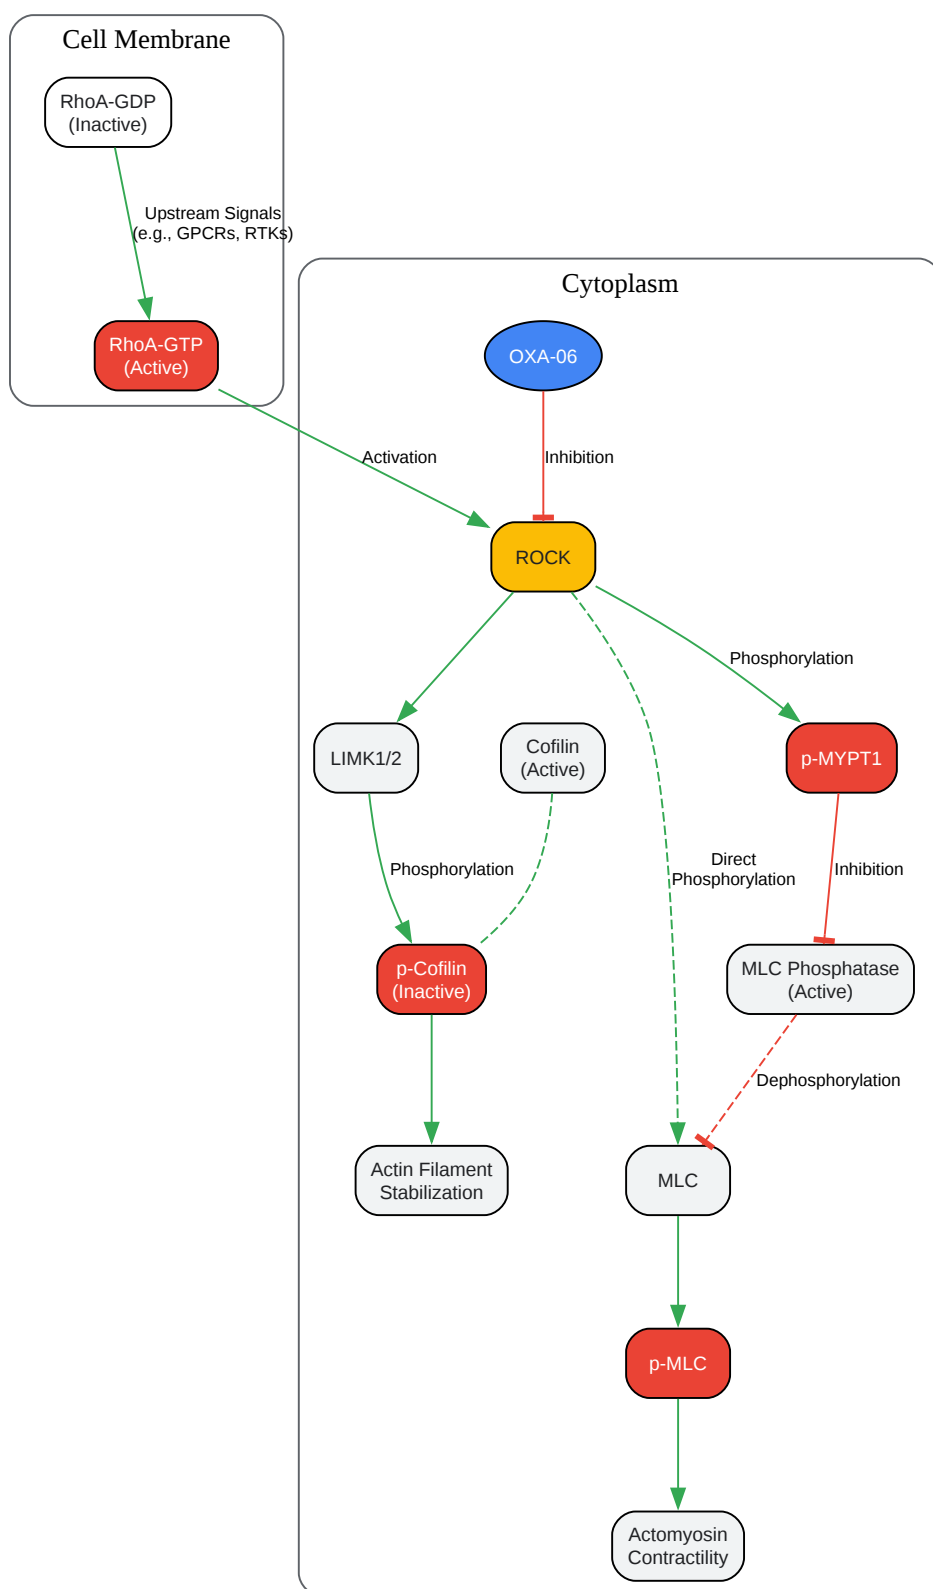 Cell Membrane
RhoA-GDP
(Inactive)
Upstream Signals
(e.g., GPCRs, RTKs)
RhoA-GTP
(Active)
Cytoplasm
OXA-06
Activation
Inhibition
ROCK
Phosphorylation
LIMK1/2
Cofilin
(Active)
p-MYPT1
Phosphorylation
Direct
Phosphorylation
Inhibition
p-Cofilin
(Inactive)
MLC Phosphatase
(Active)
Dephosphorylation
Actin Filament
Stabilization
MLC
p-MLC
Actomyosin
Contractility